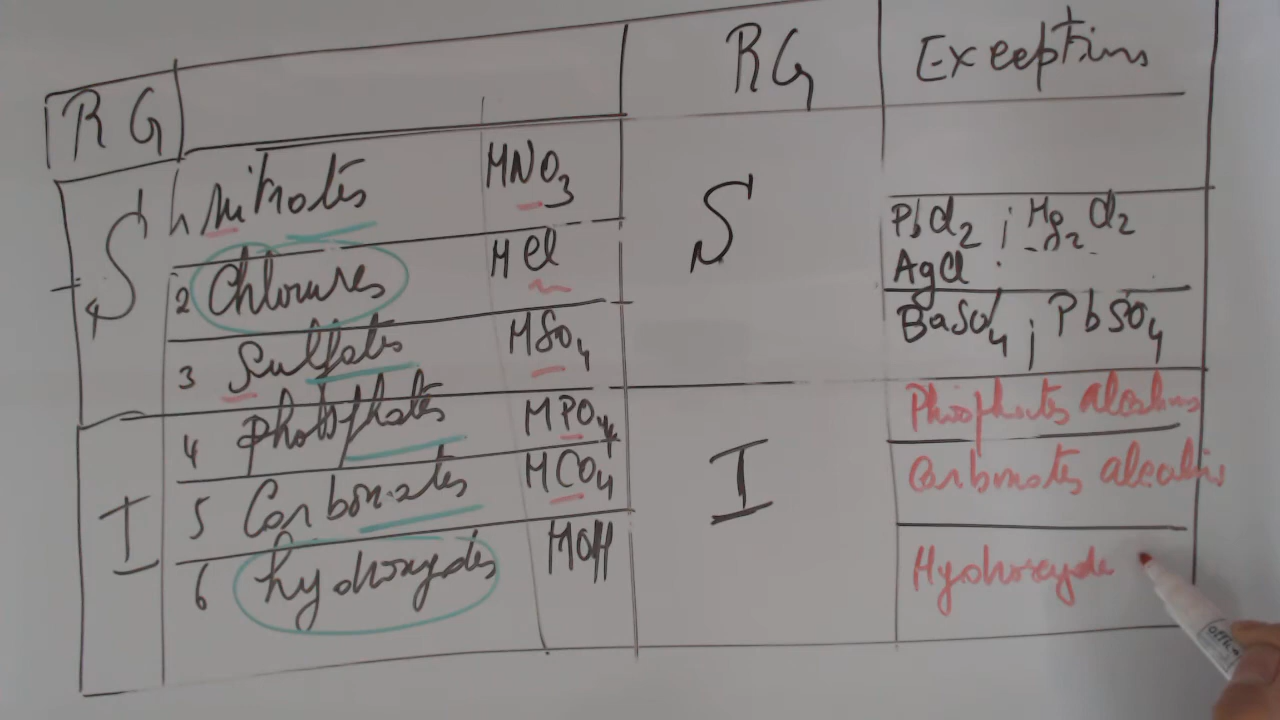 RG RG Exceptions
S 1 nitrates MNO3 S
2 Chlorures MCl PbCl2 ; Hg2Cl2
AgCl
3 Sulfates MSO4 BaSO4 ; PbSO4
I 4 phosphates MPO4 I Phosphates alcalins
5 Carbonates MCO4 Carbonates alcalins
6 hydroxydes MOH Hydroxyde